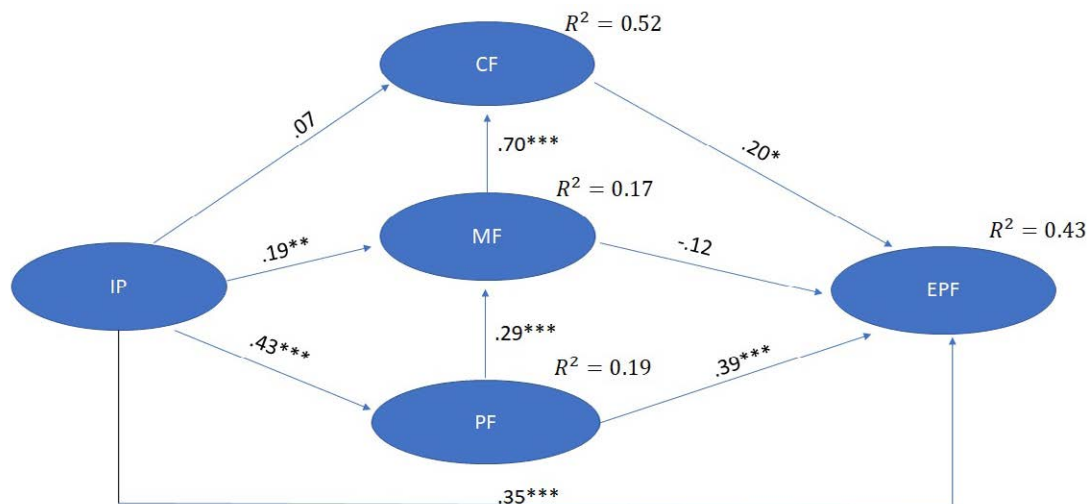 R² = 0.52
CF
.07
.70***
.20*
R² = 0.17
MF
R² = 0.43
.19**
-.12
IP
EPF
.43***
.29***
.39***
R² = 0.19
PF
.35***